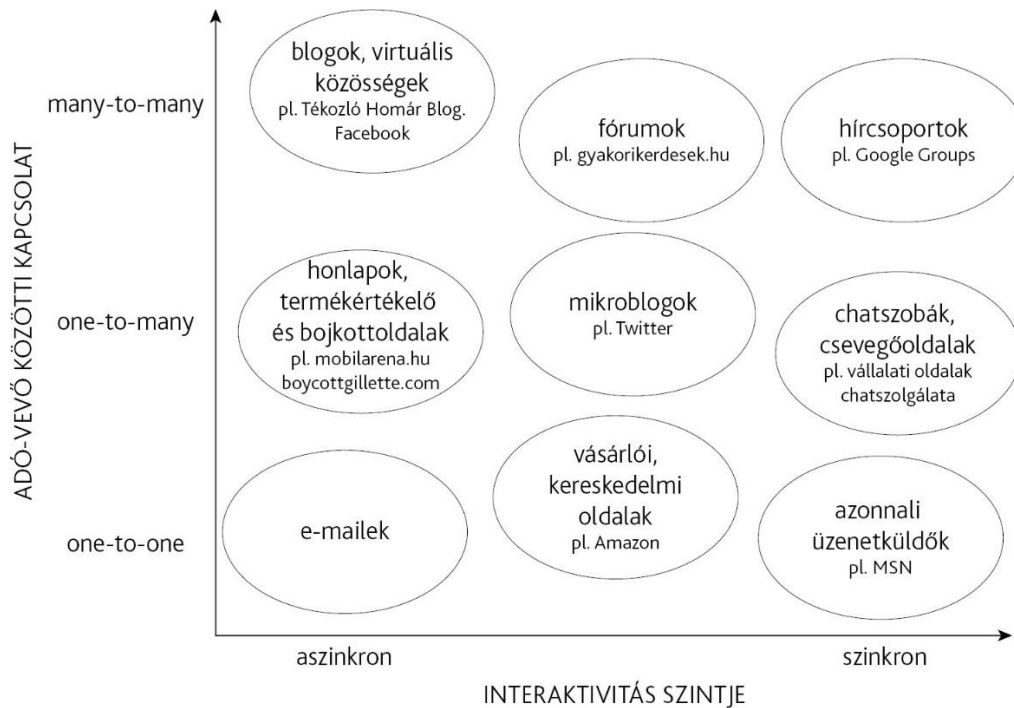 ADÓ-VEVŐ KÖZÖTTI KAPCSOLAT
many-to-many
blogok, virtuális
közösségek
pl. Tékozló Homár Blog.
Facebook
fórumok
pl. gyakorikerdesek.hu
hírcsoportok
pl. Google Groups
one-to-many
honlapok,
termékértékelő
és bojkottoldalak
pl. mobilarena.hu
boycottgillette.com
mikroblogok
pl. Twitter
chatszobák,
csevegőoldalak
pl. vállalati oldalak
chatszolgálata
one-to-one
e-mailek
vásárlói,
kereskedelmi
oldalak
pl. Amazon
azonnali
üzenetküldők
pl. MSN
aszinkron
szinkron
INTERAKTIVITÁS SZINTJE